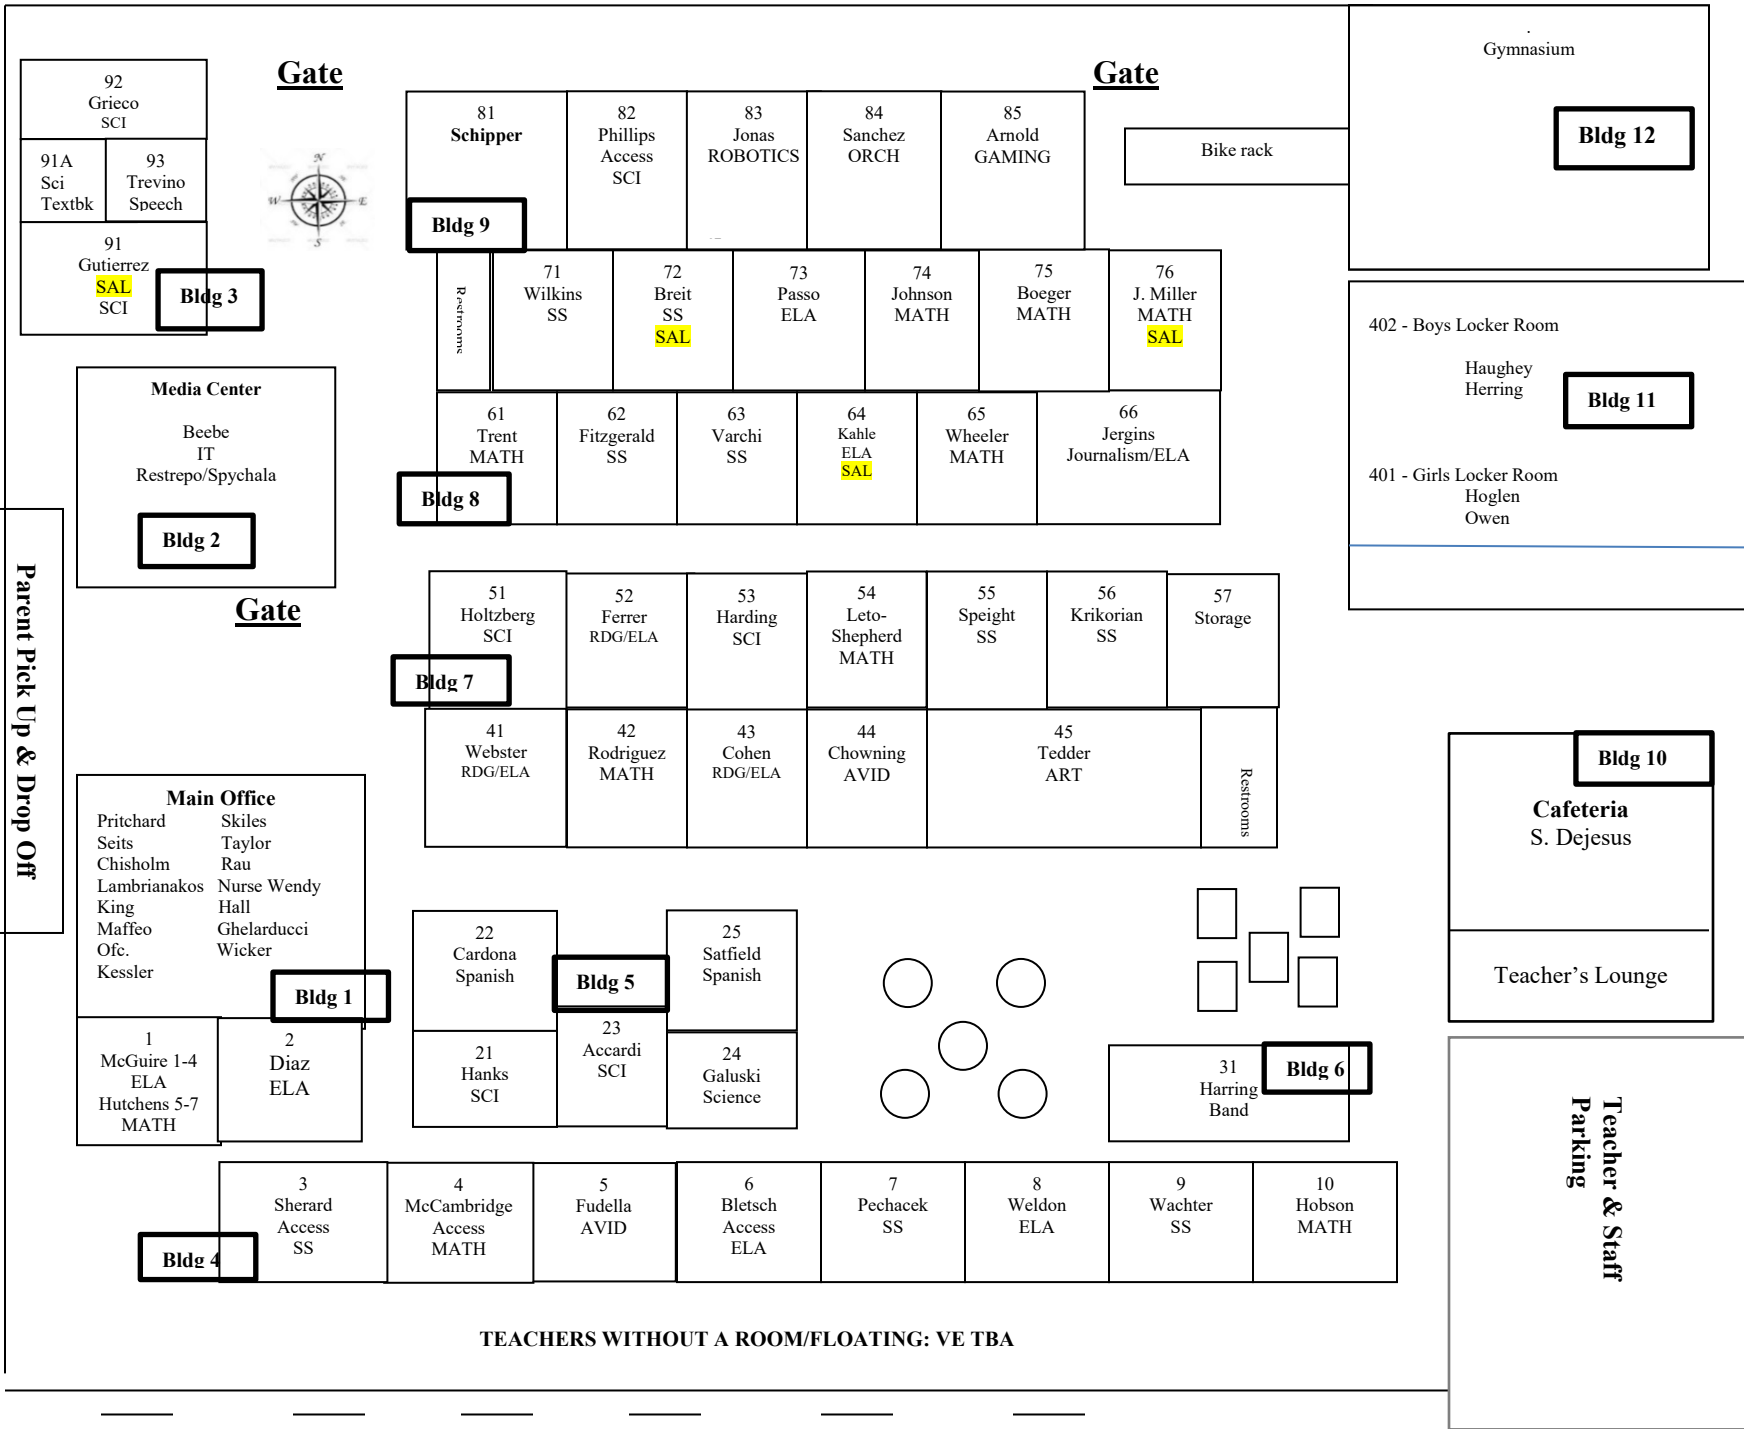 Gate
Gate
.
Gymnasium
Bldg 12
Bike rack
92
Grieco
SCI
91A
Sci
Textbk
93
Trevino
Speech
91
Gutierrez
SAL
SCI
Bldg 3
N
W
E
S
81
Schipper
82
Phillips
Access
SCI
83
Jonas
ROBOTICS
84
Sanchez
ORCH
85
Arnold
GAMING
Bldg 9
Restrooms
71
Wilkins
SS
72
Breit
SS
SAL
73
Passo
ELA
74
Johnson
MATH
75
Boeger
MATH
76
J. Miller
MATH
SAL
402 - Boys Locker Room
Haughey
Herring
Bldg 11
401 - Girls Locker Room
Hoglen
Owen
Media Center
Beebe
IT
Restrepo/Spychala
Bldg 2
61
Trent
MATH
62
Fitzgerald
SS
63
Varchi
SS
64
Kahle
ELA
SAL
65
Wheeler
MATH
66
Jergins
Journalism/ELA
Bldg 8
Gate
Parent Pick Up & Drop Off
51
Holtzberg
SCI
52
Ferrer
RDG/ELA
53
Harding
SCI
54
Leto-
Shepherd
MATH
55
Speight
SS
56
Krikorian
SS
57
Storage
Bldg 7
41
Webster
RDG/ELA
42
Rodriguez
MATH
43
Cohen
RDG/ELA
44
Chowning
AVID
45
Tedder
ART
Restrooms
Bldg 10
Cafeteria
S. Dejesus
Teacher's Lounge
Main Office
Pritchard Skiles
Seits Taylor
Chisholm Rau
Lambrianakos Nurse Wendy
King Hall
Maffeo Ghelarducci
Ofc. Wicker
Kessler
Bldg 1
1
McGuire 1-4
ELA
Hutchens 5-7
MATH
2
Diaz
ELA
22
Cardona
Spanish
Bldg 5
25
Satfield
Spanish
21
Hanks
SCI
23
Accardi
SCI
24
Galuski
Science
31
Harring
Band
Bldg 6
Teacher & Staff
Parking
3
Sherard
Access
SS
4
McCambridge
Access
MATH
5
Fudella
AVID
6
Bletsch
Access
ELA
7
Pechacek
SS
8
Weldon
ELA
9
Wachter
SS
10
Hobson
MATH
Bldg 4
TEACHERS WITHOUT A ROOM/FLOATING: VE TBA